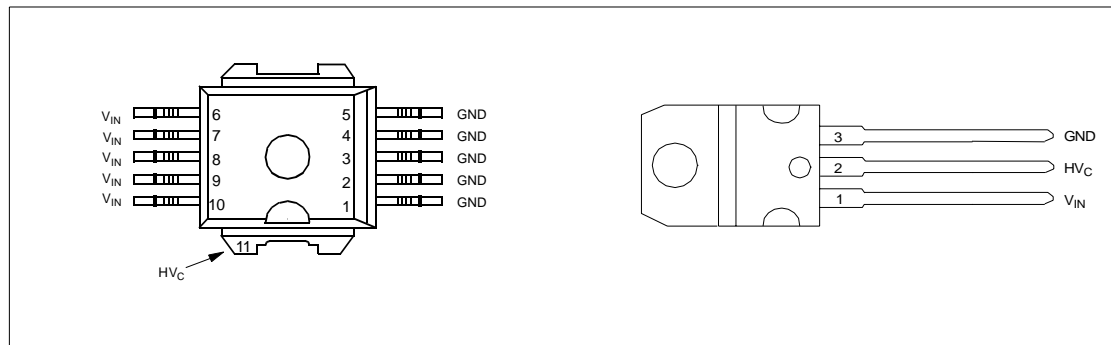 V_IN 6 5 GND
V_IN 7 4 GND
V_IN 8 3 GND
V_IN 9 2 GND
V_IN 10 1 GND
11
HV_C
3 GND
2 HV_C
1 V_IN